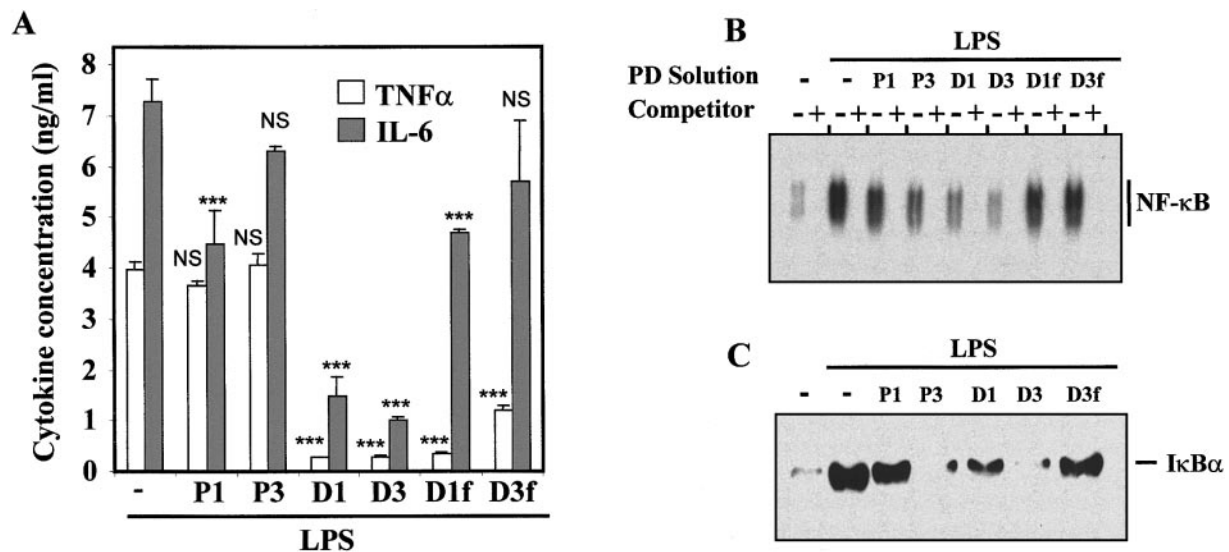 A
Cytokine concentration (ng/ml)
8
7
6
5
4
3
2
1
0
TNFα
IL-6
NS
***
NS
NS
***
***
***
***
***
***
***
NS
- P1 P3 D1 D3 D1f D3f
LPS
B
LPS
PD Solution - - P1 P3 D1 D3 D1f D3f
Competitor -+ -+ -+ -+ -+ -+ -+ -+
NF-κB
C
LPS
- - P1 P3 D1 D3 D3f
IκBα